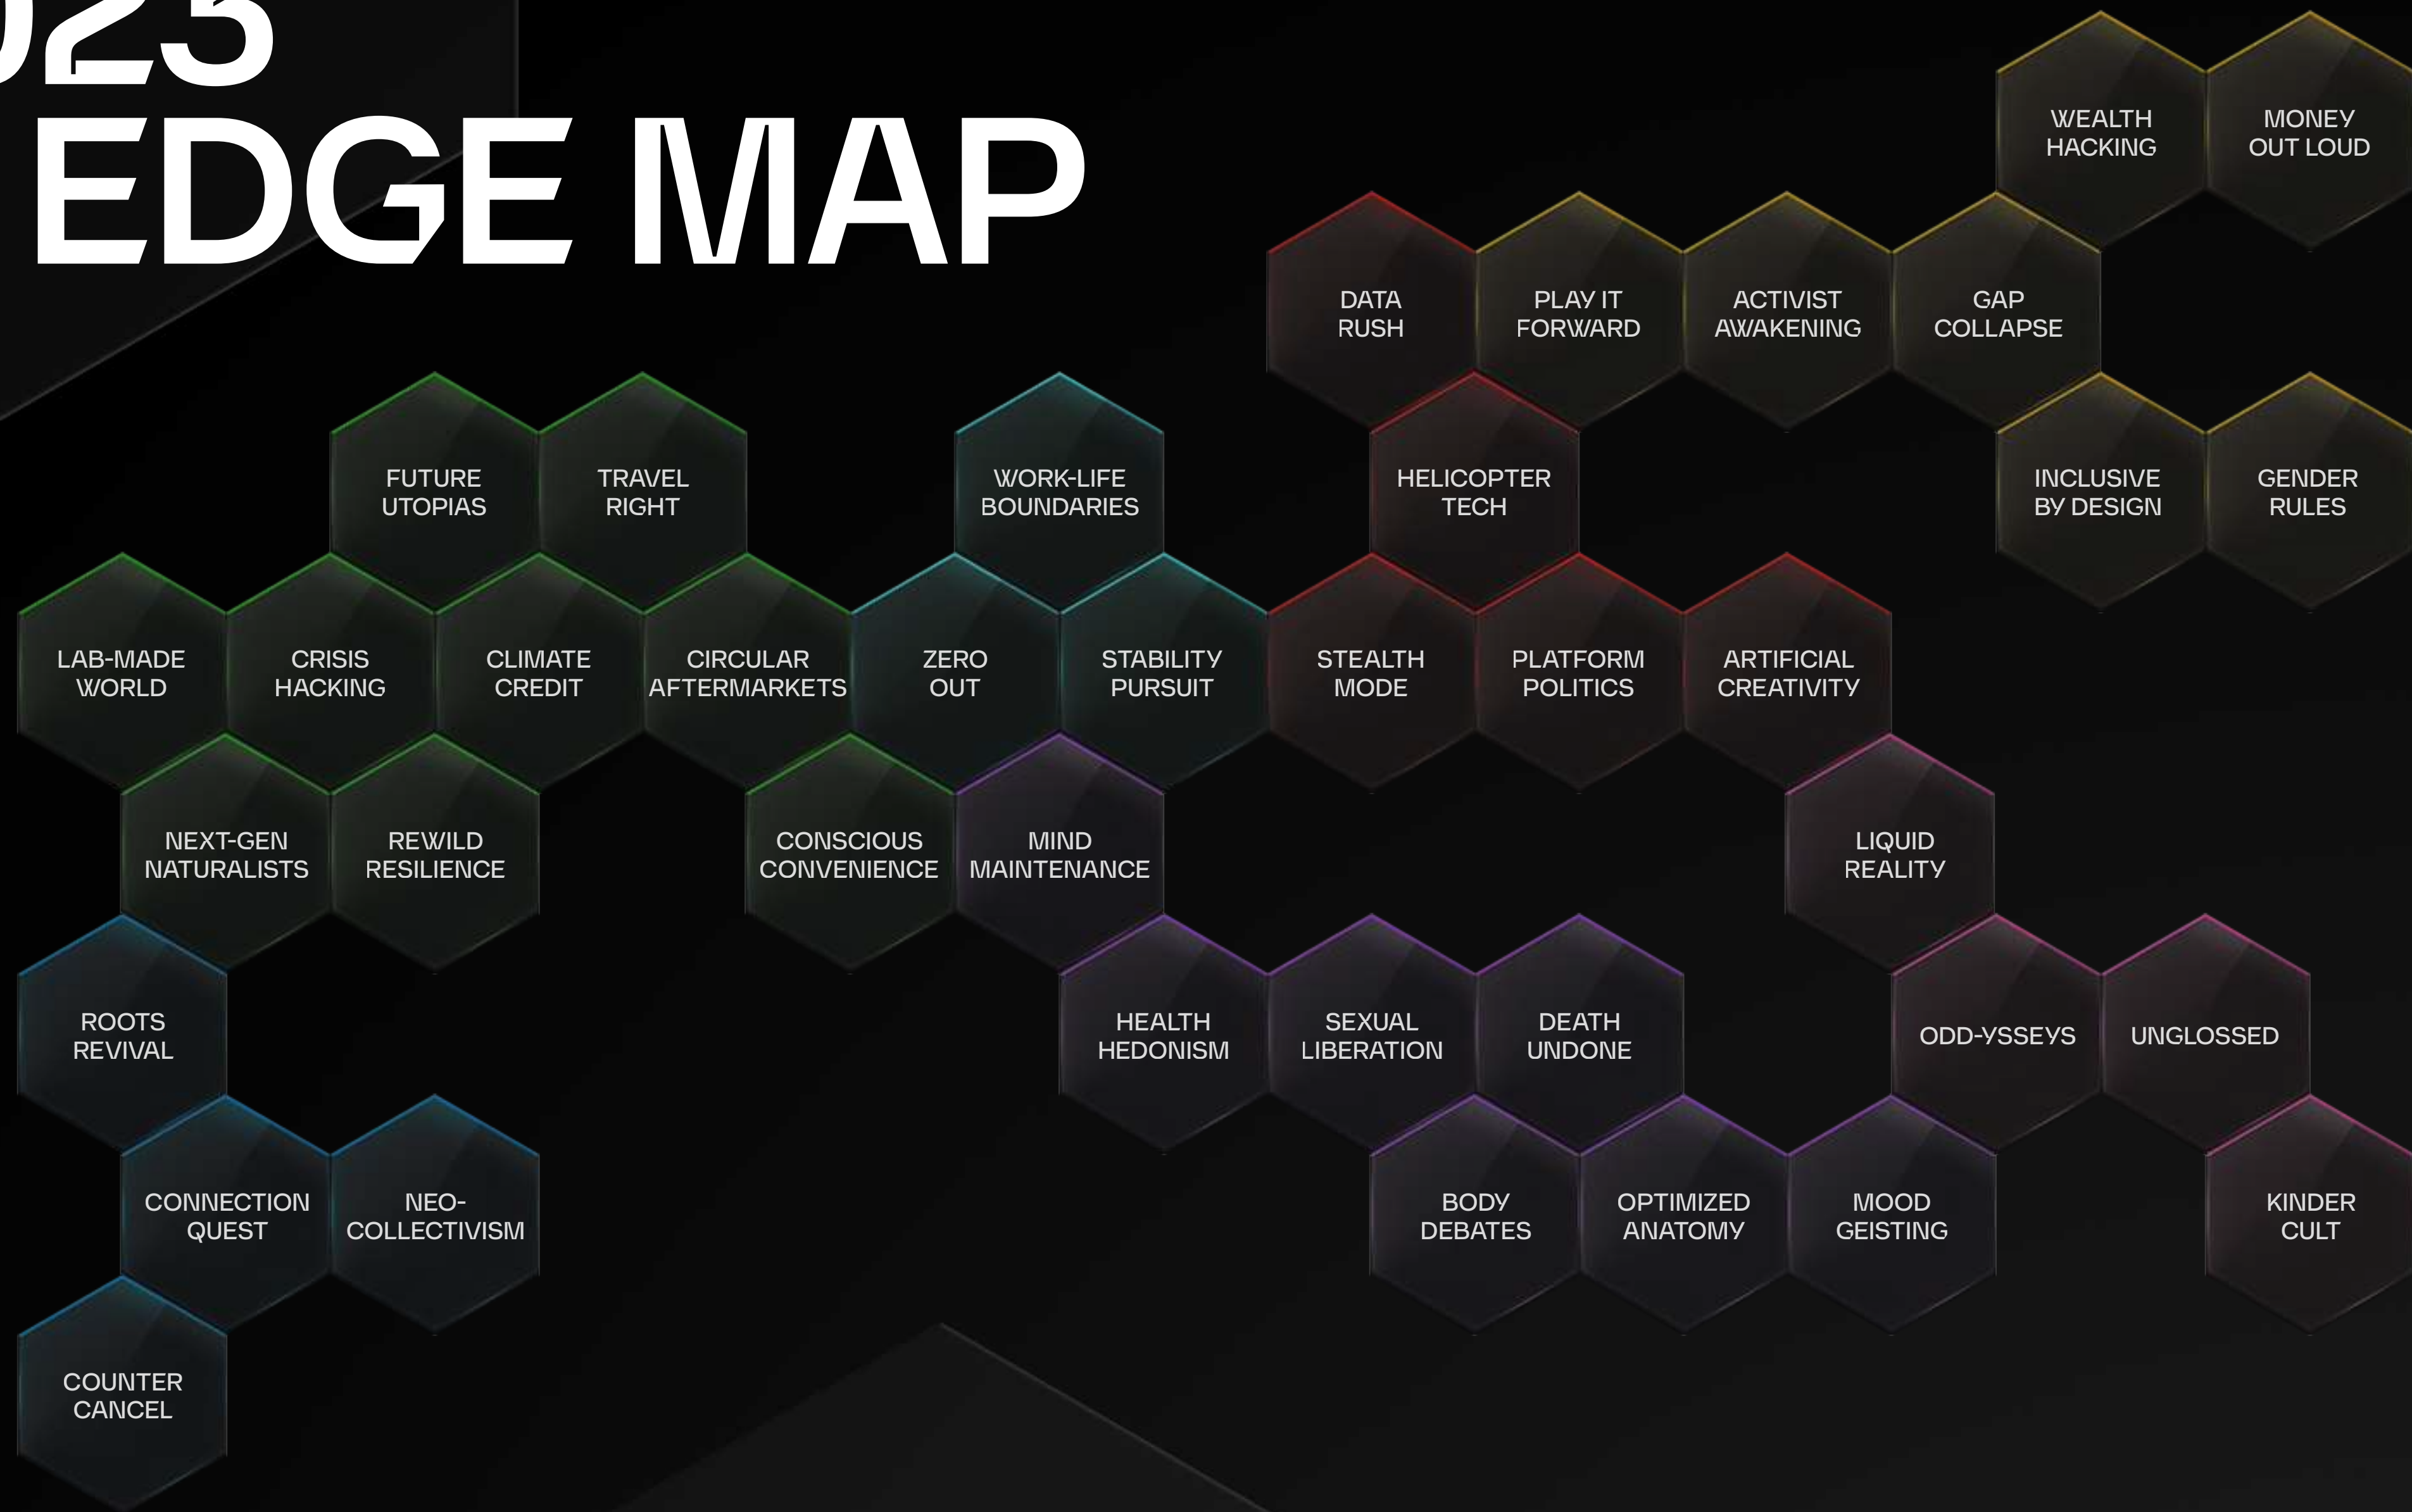 023
EDGE MAP
WEALTH
HACKING
MONEY
OUT LOUD
DATA
RUSH
PLAY IT
FORWARD
ACTIVIST
AWAKENING
GAP
COLLAPSE
FUTURE
UTOPIAS
TRAVEL
RIGHT
WORK-LIFE
BOUNDARIES
HELICOPTER
TECH
INCLUSIVE
BY DESIGN
GENDER
RULES
LAB-MADE
WORLD
CRISIS
HACKING
CLIMATE
CREDIT
CIRCULAR
AFTERMARKETS
ZERO
OUT
STABILITY
PURSUIT
STEALTH
MODE
PLATFORM
POLITICS
ARTIFICIAL
CREATIVITY
NEXT-GEN
NATURALISTS
REWILD
RESILIENCE
CONSCIOUS
CONVENIENCE
MIND
MAINTENANCE
LIQUID
REALITY
ROOTS
REVIVAL
HEALTH
HEDONISM
SEXUAL
LIBERATION
DEATH
UNDONE
ODD-YSSEYS
UNGLOSSED
CONNECTION
QUEST
NEO-
COLLECTIVISM
BODY
DEBATES
OPTIMIZED
ANATOMY
MOOD
GEISTING
KINDER
CULT
COUNTER
CANCEL